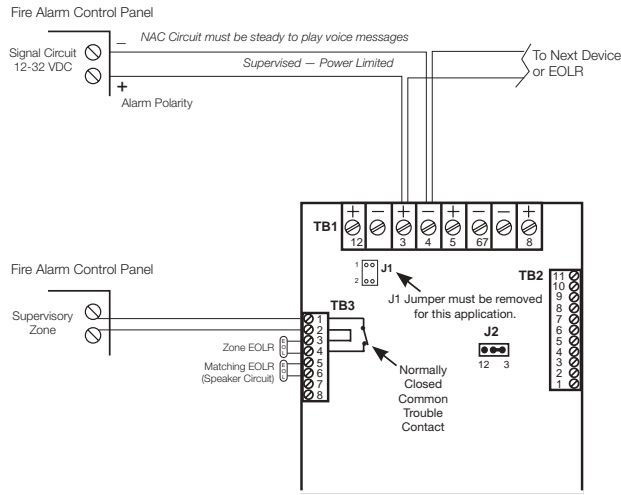 Fire Alarm Control Panel
Signal Circuit
12-32 VDC
–
+
NAC Circuit must be steady to play voice messages
Supervised — Power Limited
Alarm Polarity
To Next Device
or EOLR
TB1
+ – + – + – – +
12 3 4 5 67 8
1
2
J1
J1 Jumper must be removed
for this application.
TB2
11
10
9
8
7
6
5
4
3
2
1
J2
12 3
Fire Alarm Control Panel
Supervisory
Zone
TB3
1
2
3
4
5
6
7
8
Zone EOLR
EOL
Matching EOLR
(Speaker Circuit)
EOL
Normally
Closed
Common
Trouble
Contact